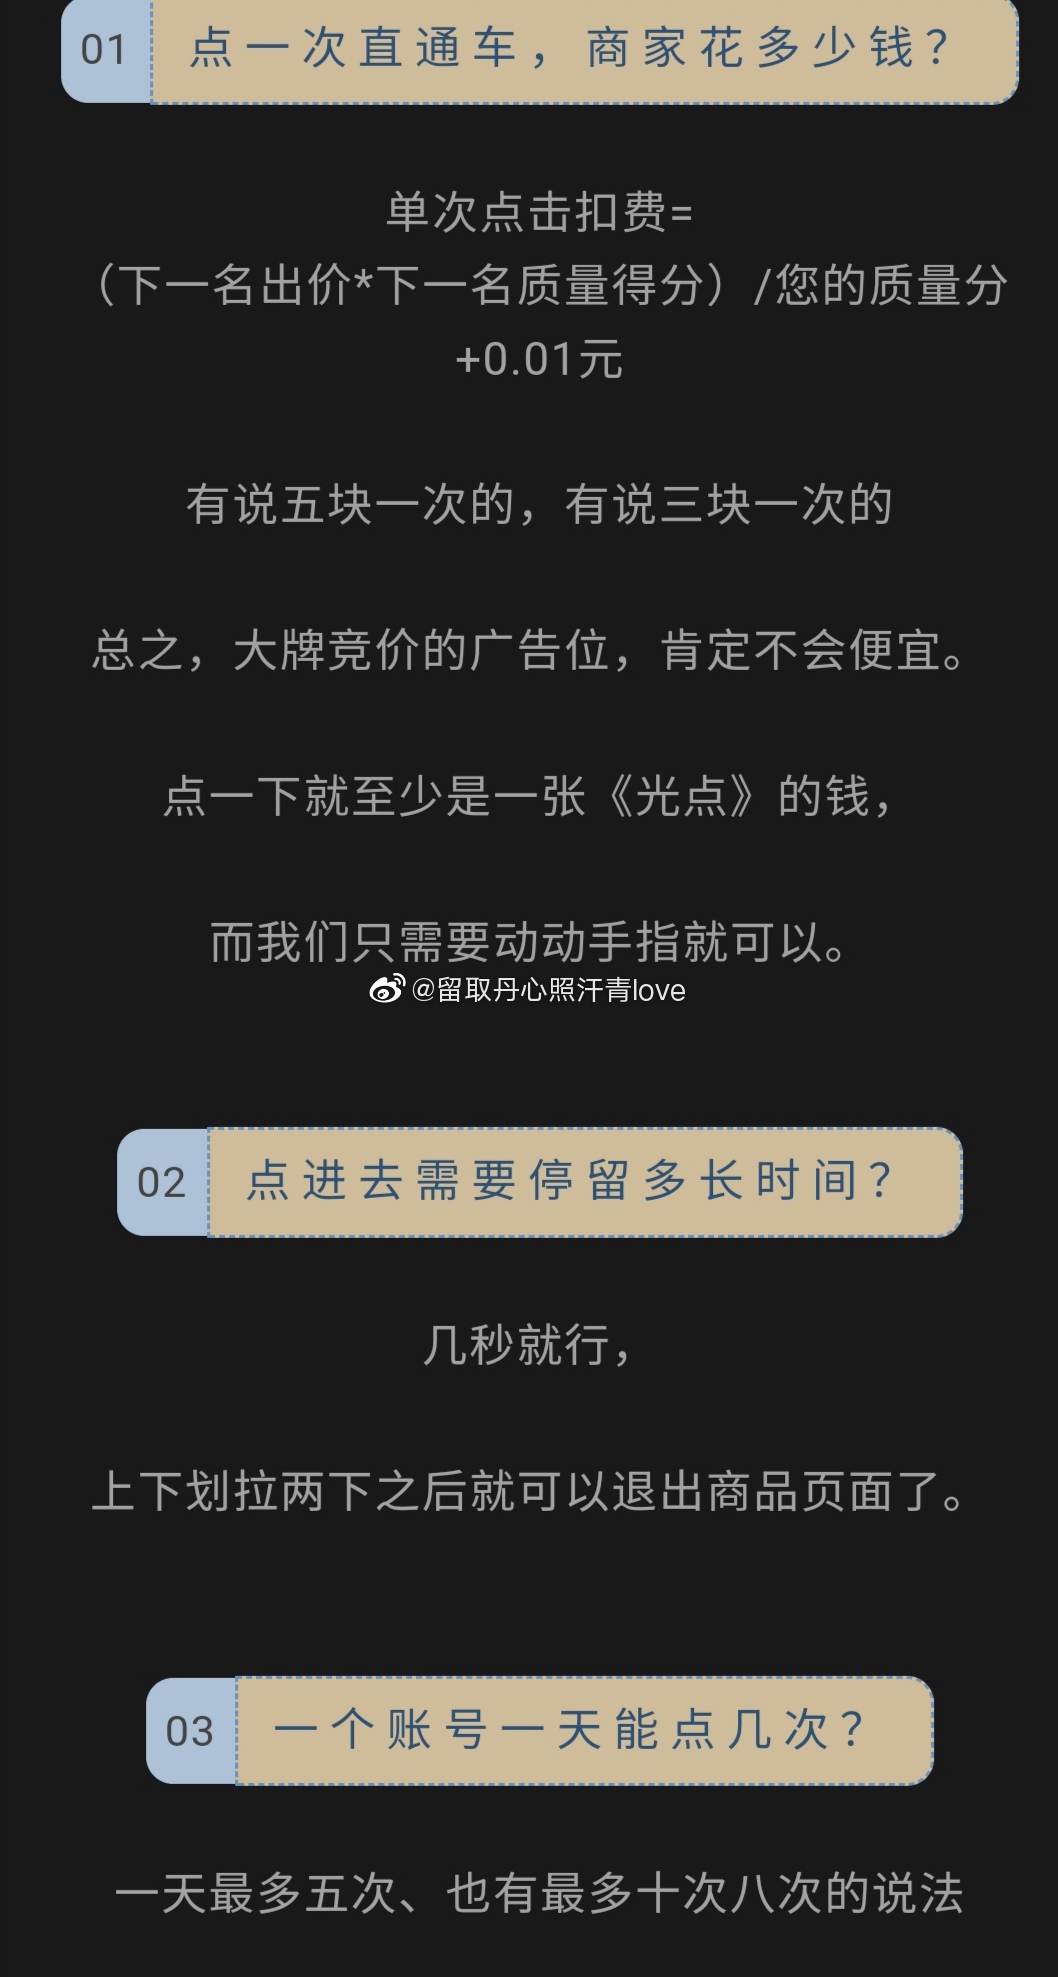 01 点一次直通车，商家花多少钱？
单次点击扣费=
（下一名出价*下一名质量得分）/您的质量分
+0.01元
有说五块一次的，有说三块一次的
总之，大牌竞价的广告位，肯定不会便宜。
点一下就至少是一张《光点》的钱，
而我们只需要动动手指就可以。
@留取丹心照汗青love
02 点进去需要停留多长时间？
几秒就行，
上下划拉两下之后就可以退出商品页面了。
03 一个账号一天能点几次？
一天最多五次、也有最多十次八次的说法